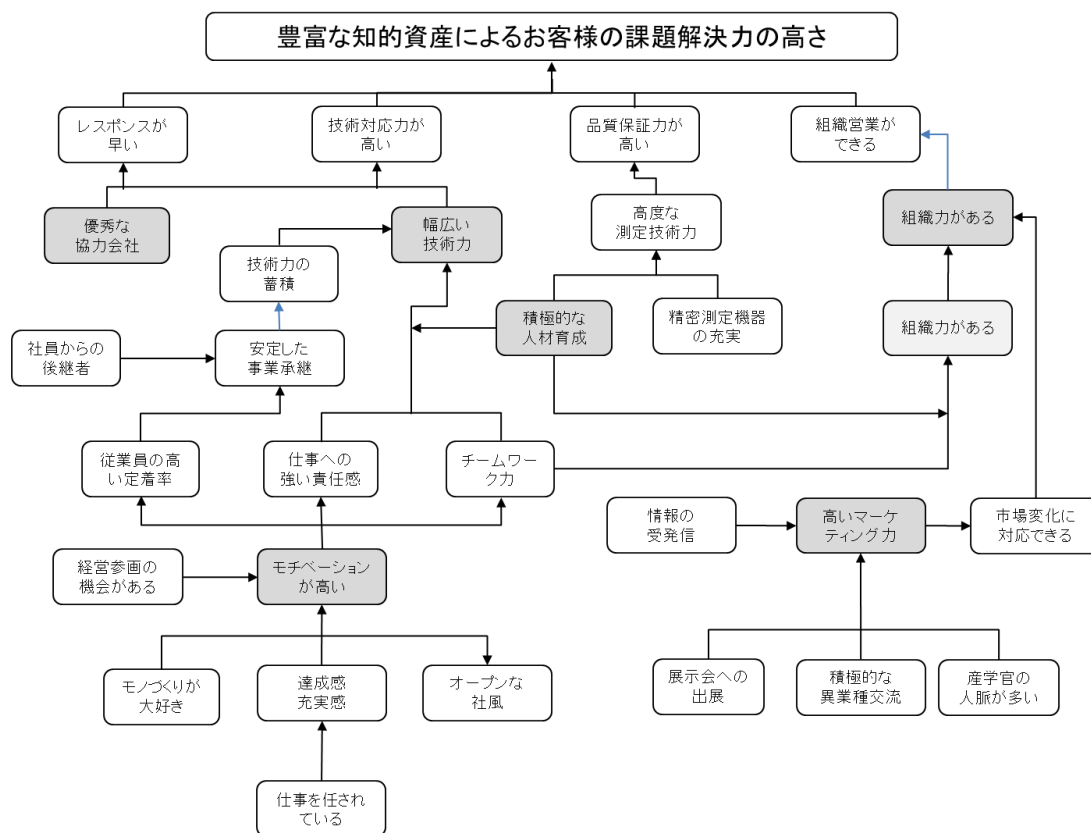 豊富な知的資産によるお客様の課題解決力の高さ
レスポンスが
早い
技術対応力が
高い
品質保証力が
高い
組織営業が
できる
優秀な
協力会社
幅広い
技術力
高度な
測定技術力
組織力がある
技術力の
蓄積
積極的な
人材育成
精密測定機器
の充実
組織力がある
社員からの
後継者
安定した
事業承継
従業員の高
い定着率
仕事への
強い責任感
チームワー
ク力
情報の
受発信
高いマーケ
ティング力
市場変化に
対応できる
経営参画の
機会がある
モチベーション
が高い
モノづくりが
大好き
達成感
充実感
オープンな
社風
展示会への
出展
積極的な
異業種交流
産学官の
人脈が多い
仕事を任され
ている